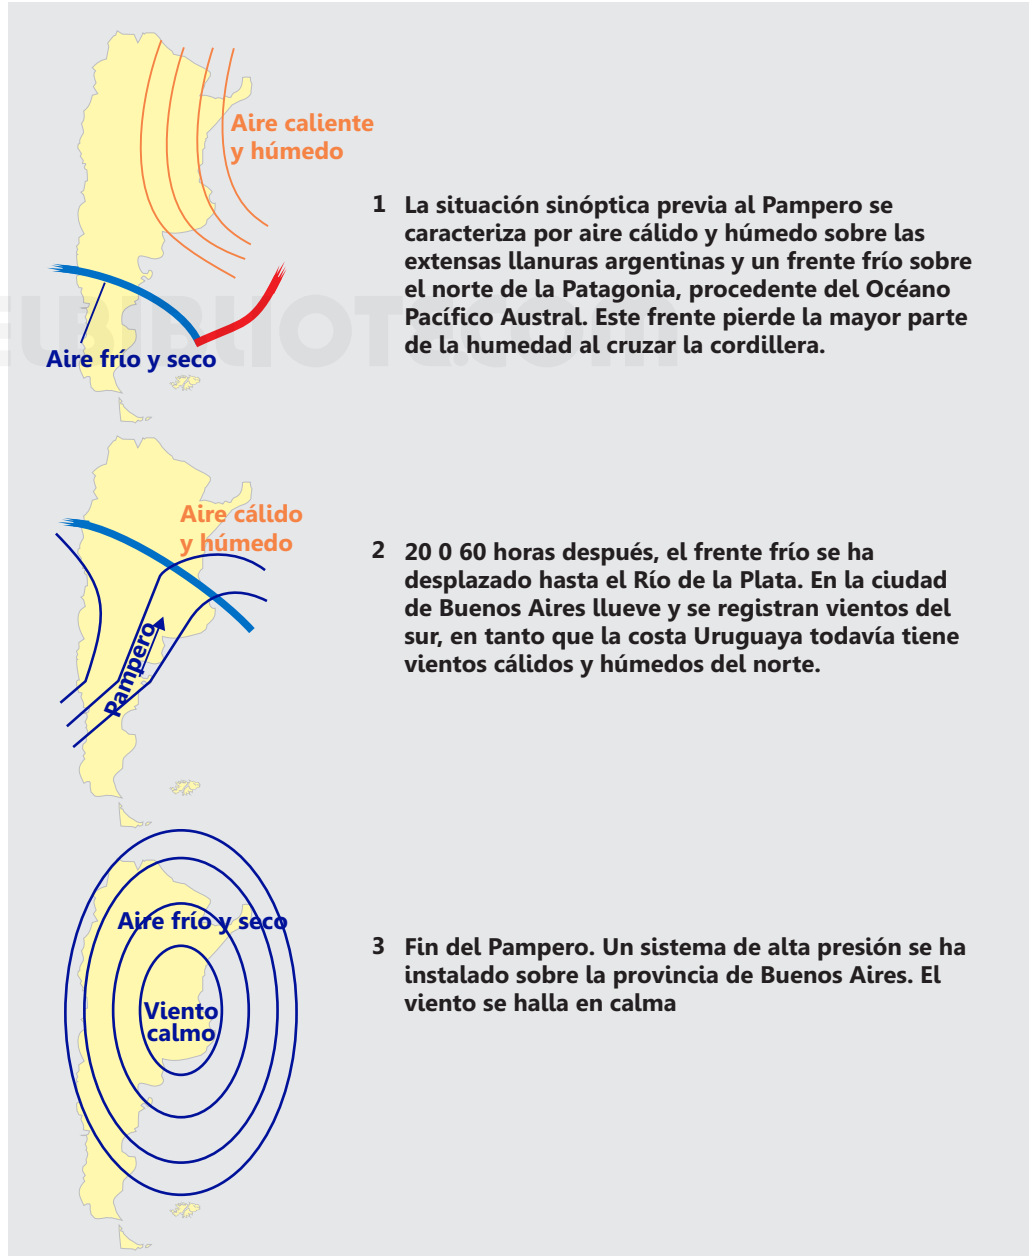 Aire caliente
y húmedo
1 La situación sinóptica previa al Pampero se
caracteriza por aire cálido y húmedo sobre las
extensas llanuras argentinas y un frente frío sobre
el norte de la Patagonia, procedente del Océano
Pacífico Austral. Este frente pierde la mayor parte
de la humedad al cruzar la cordillera.
Aire frío y seco
ELBIBLIOTE.com
Aire cálido
y húmedo
2 20 0 60 horas después, el frente frío se ha
desplazado hasta el Río de la Plata. En la ciudad
de Buenos Aires llueve y se registran vientos del
sur, en tanto que la costa Uruguaya todavía tiene
vientos cálidos y húmedos del norte.
Pampero
Aire frío y seco
Viento
calmo
3 Fin del Pampero. Un sistema de alta presión se ha
instalado sobre la provincia de Buenos Aires. El
viento se halla en calma